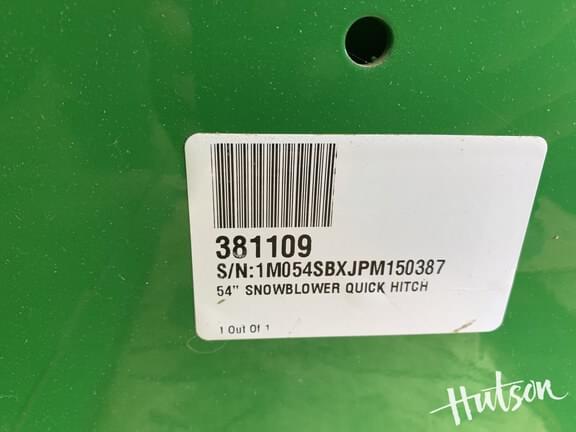 381109
S/N:1M054SBXJPM150387
54" SNOWBLOWER QUICK HITCH
1 Out Of 1
Hutson